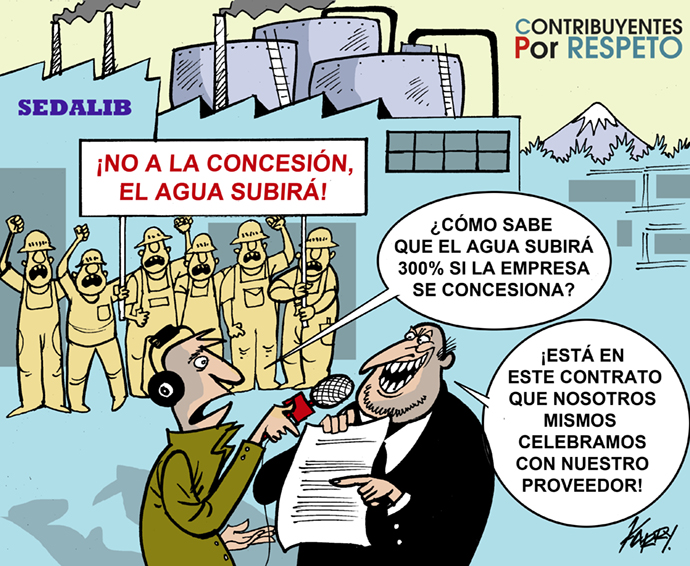 CONTRIBUYENTES
Por RESPETO
SEDALIB
¡NO A LA CONCESIÓN,
EL AGUA SUBIRÁ!
¿CÓMO SABE
QUE EL AGUA SUBIRÁ
300% SI LA EMPRESA
SE CONCESIONA?
¡ESTÁ EN
ESTE CONTRATO
QUE NOSOTROS
MISMOS
CELEBRAMOS
CON NUESTRO
PROVEEDOR!